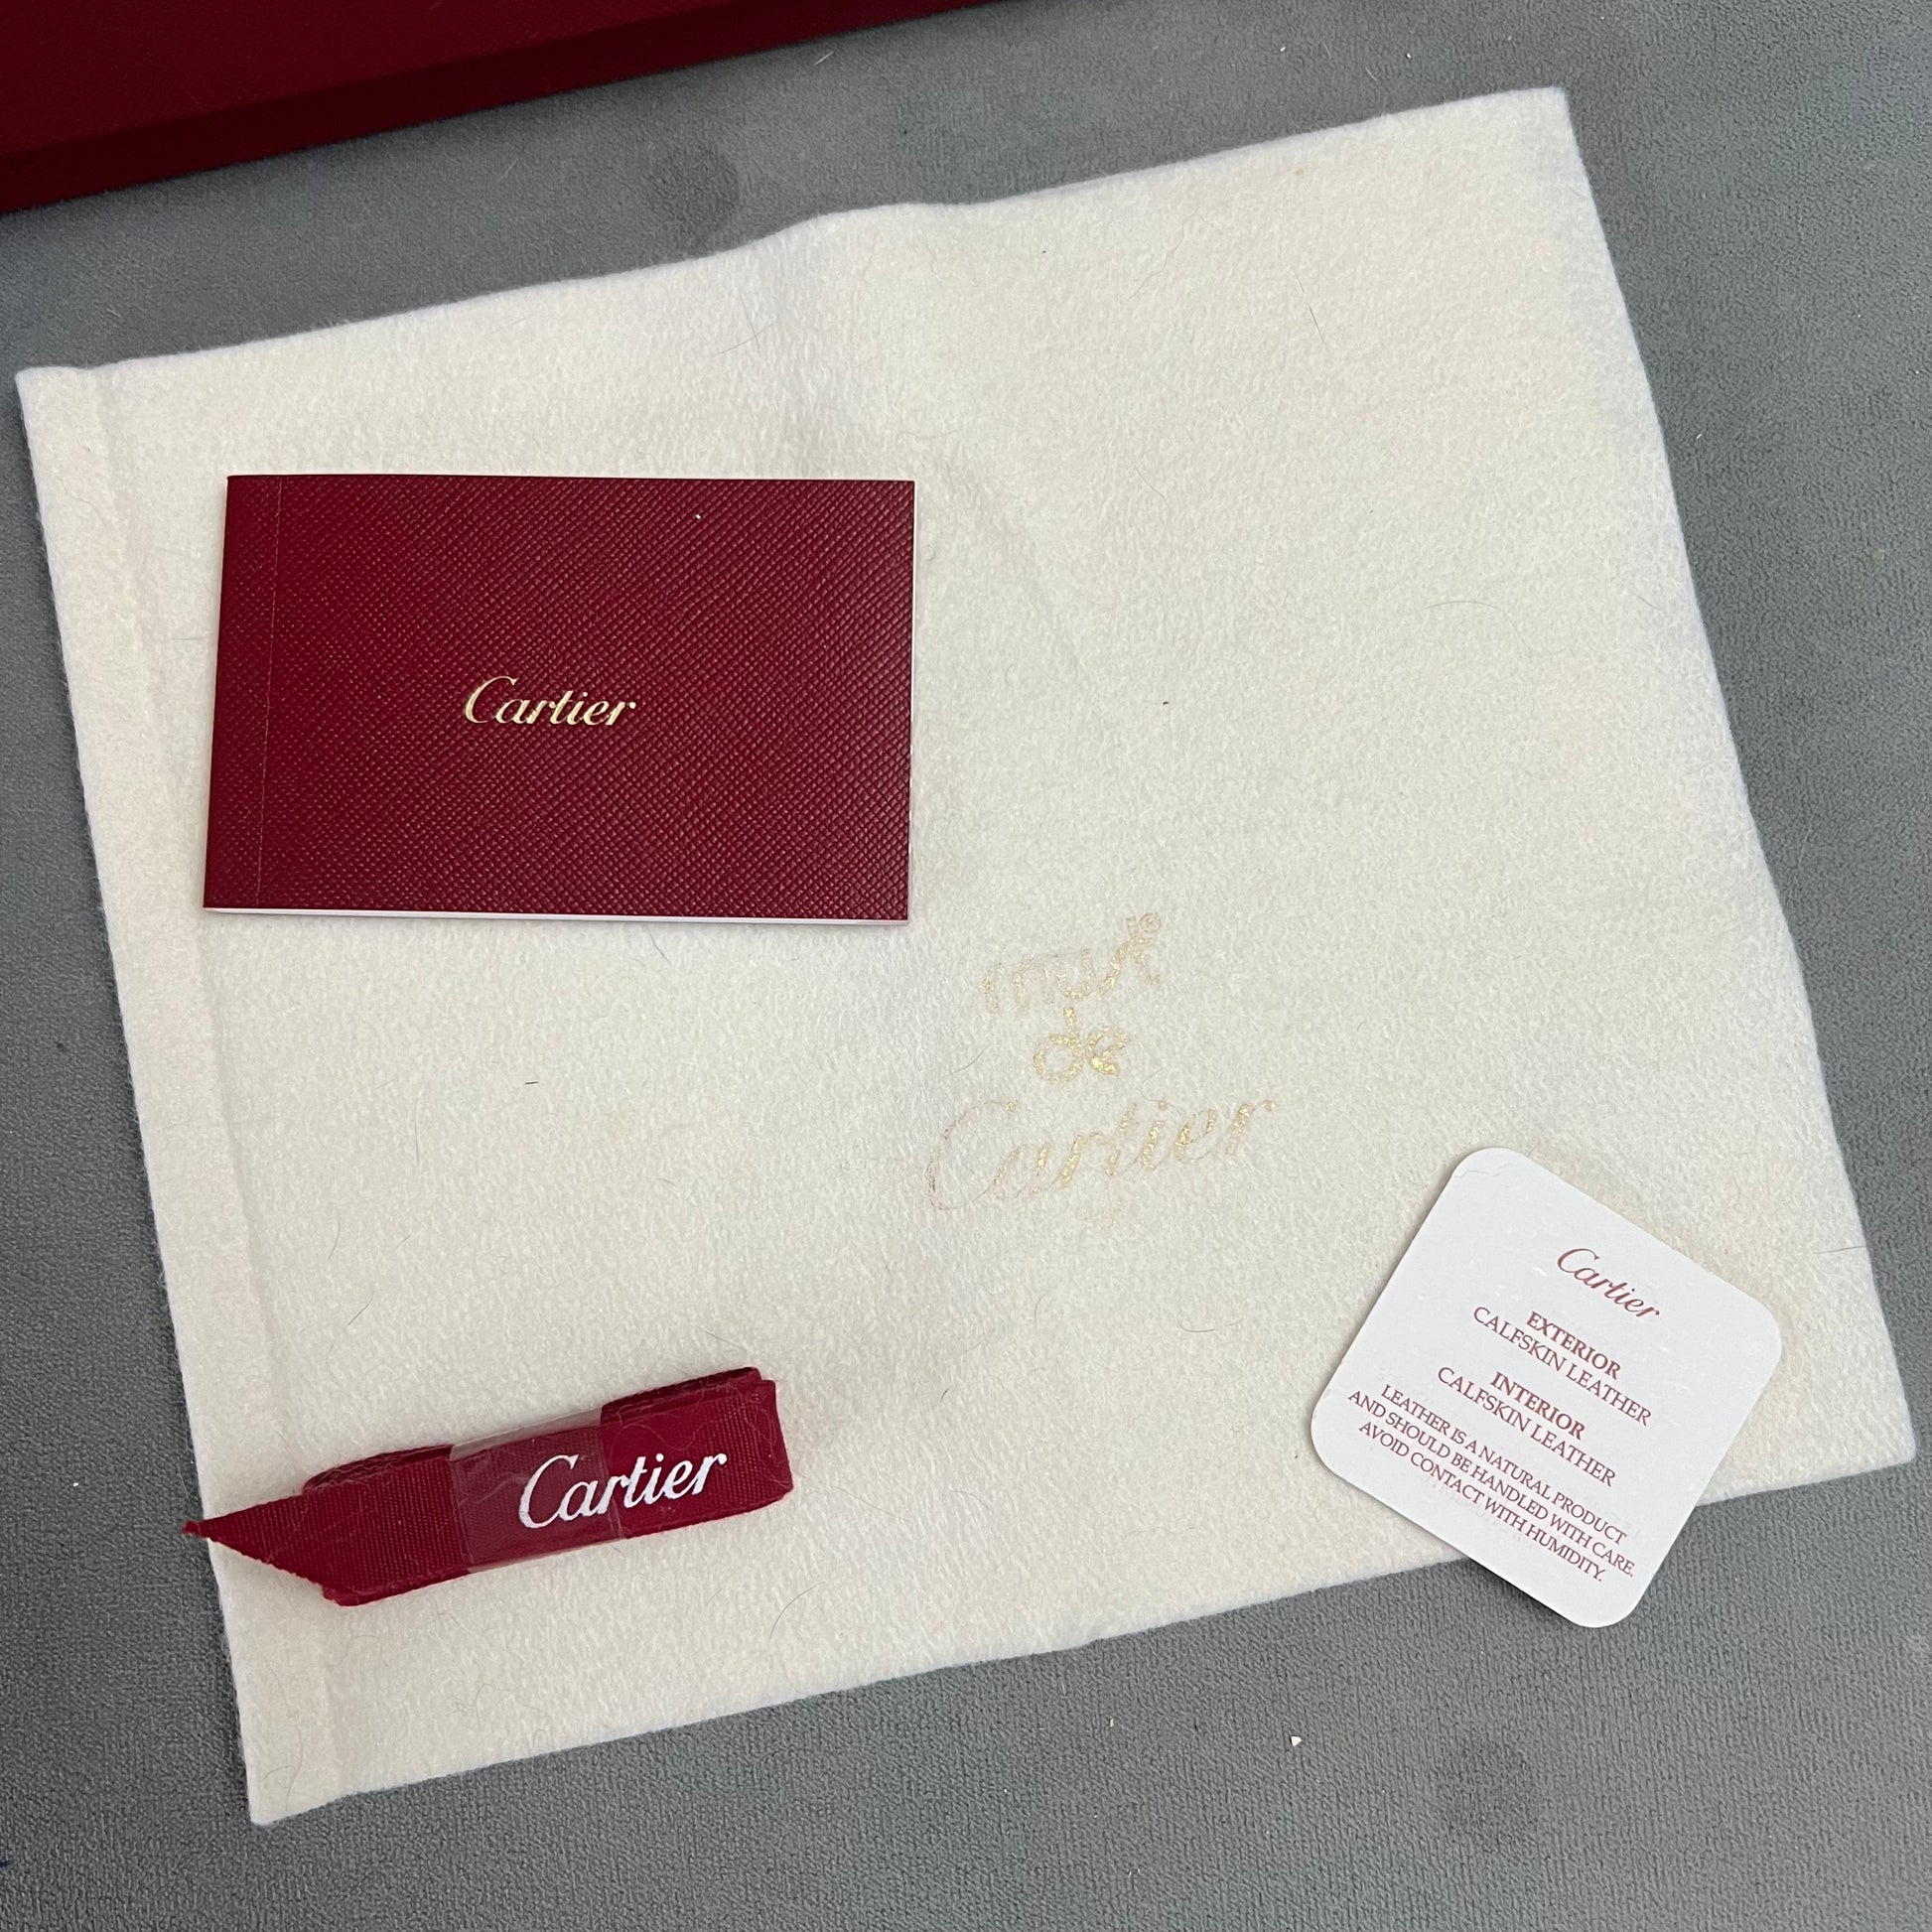 Cartier
must
de
Cartier
Cartier
Cartier
EXTERIOR
CALFSKIN LEATHER
INTERIOR
CALFSKIN LEATHER
LEATHER IS A NATURAL PRODUCT
AND SHOULD BE HANDLED WITH CARE.
AVOID CONTACT WITH HUMIDITY.